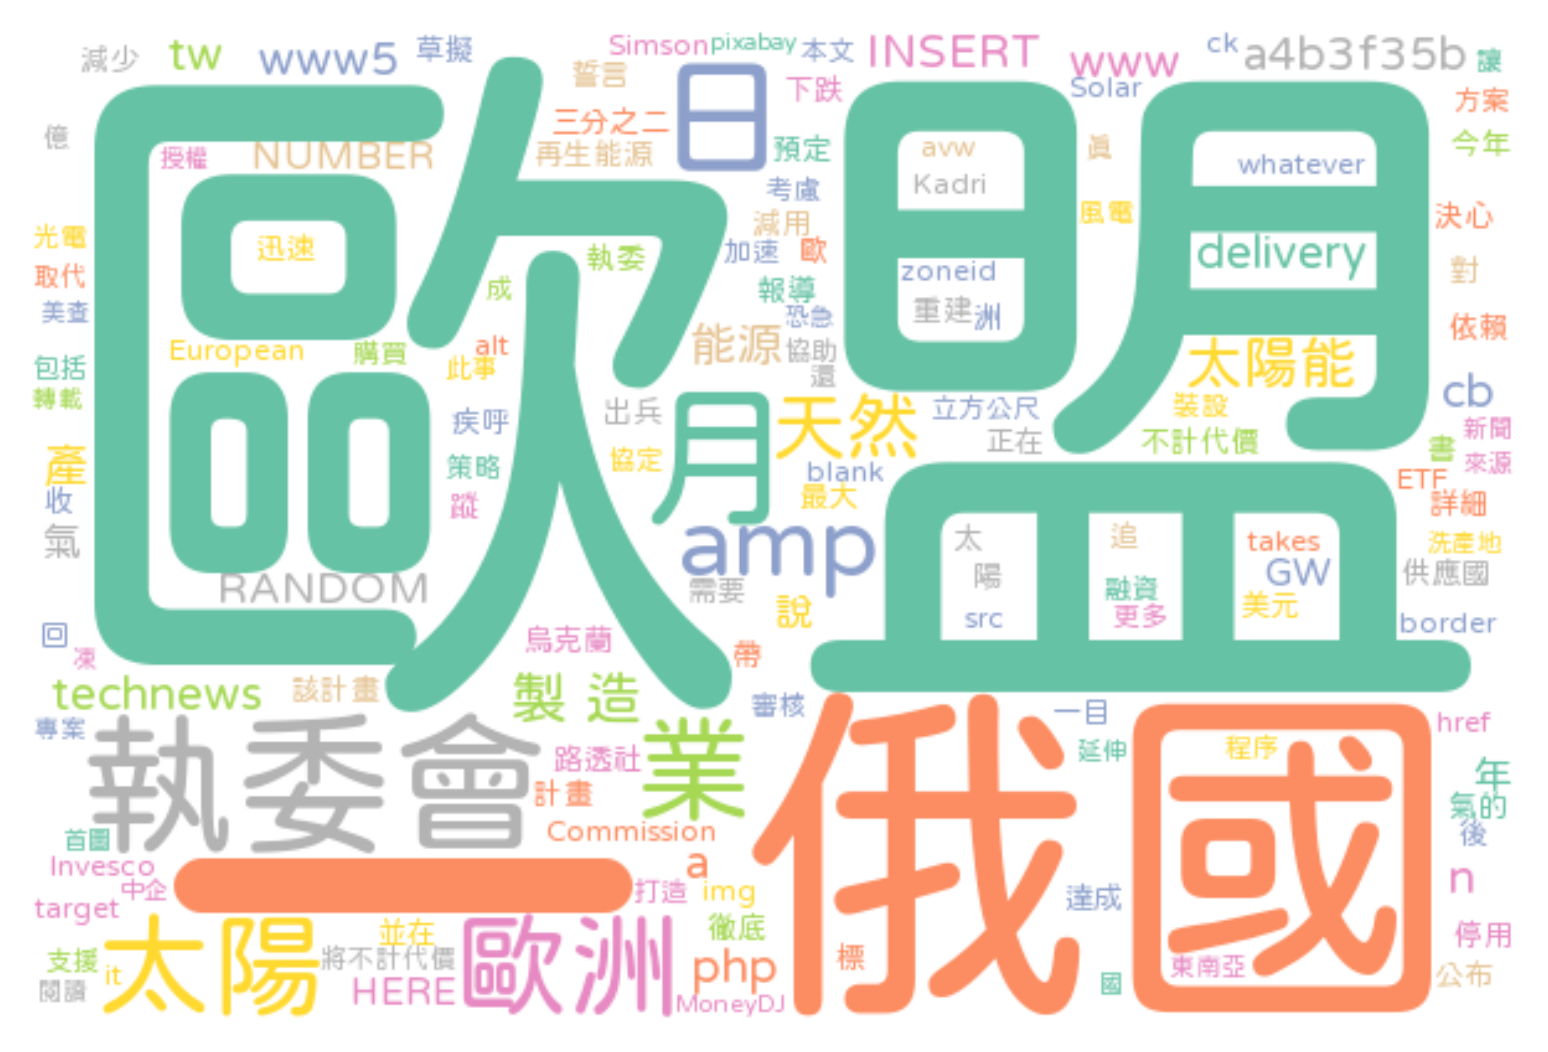 減少 tw www5 草擬 Simson pixabay 本文 INSERT www ck a4b3f35b 讓
誓言 日 下跌 Solar 方案
億 三分之二 今年
授權 NUMBER 再生能源 預定 avw 真 whatever
考慮 Kadri
歐盟
光電 迅速 執委 減用 加速 歐 風電 delivery 決心
取代 成 報導 zoneid 對
美查 恐急 重建 洲 依賴
European 購買 alt 能源 協助 太陽能
包括 此事 還 cb
轉載 疾呼 出兵 月 天然 立方公尺 裝設 新聞
正在 不計代價 書 來源
產 策略 協定 blank ETF
收 蹤 最大 詳細
氣 amp 太 追 takes 洗產地
RANDOM 需要 陽 融資 GW 供應國
說 src 更多 美元 border
回 凍 烏克蘭 帶
technews 該計畫 製 造 審核 一目 href
專案 執委會 路透社 業 俄國 延伸 程序 年
計畫 氣的
首圖 Commission 後
Invesco 中企 一 打造 a img 達成 n
target 太陽 並在 歐洲 徹底 停用
支援 it 將不計代價 php 標 東南亞 公布
閱讀 HERE MoneyDJ 國